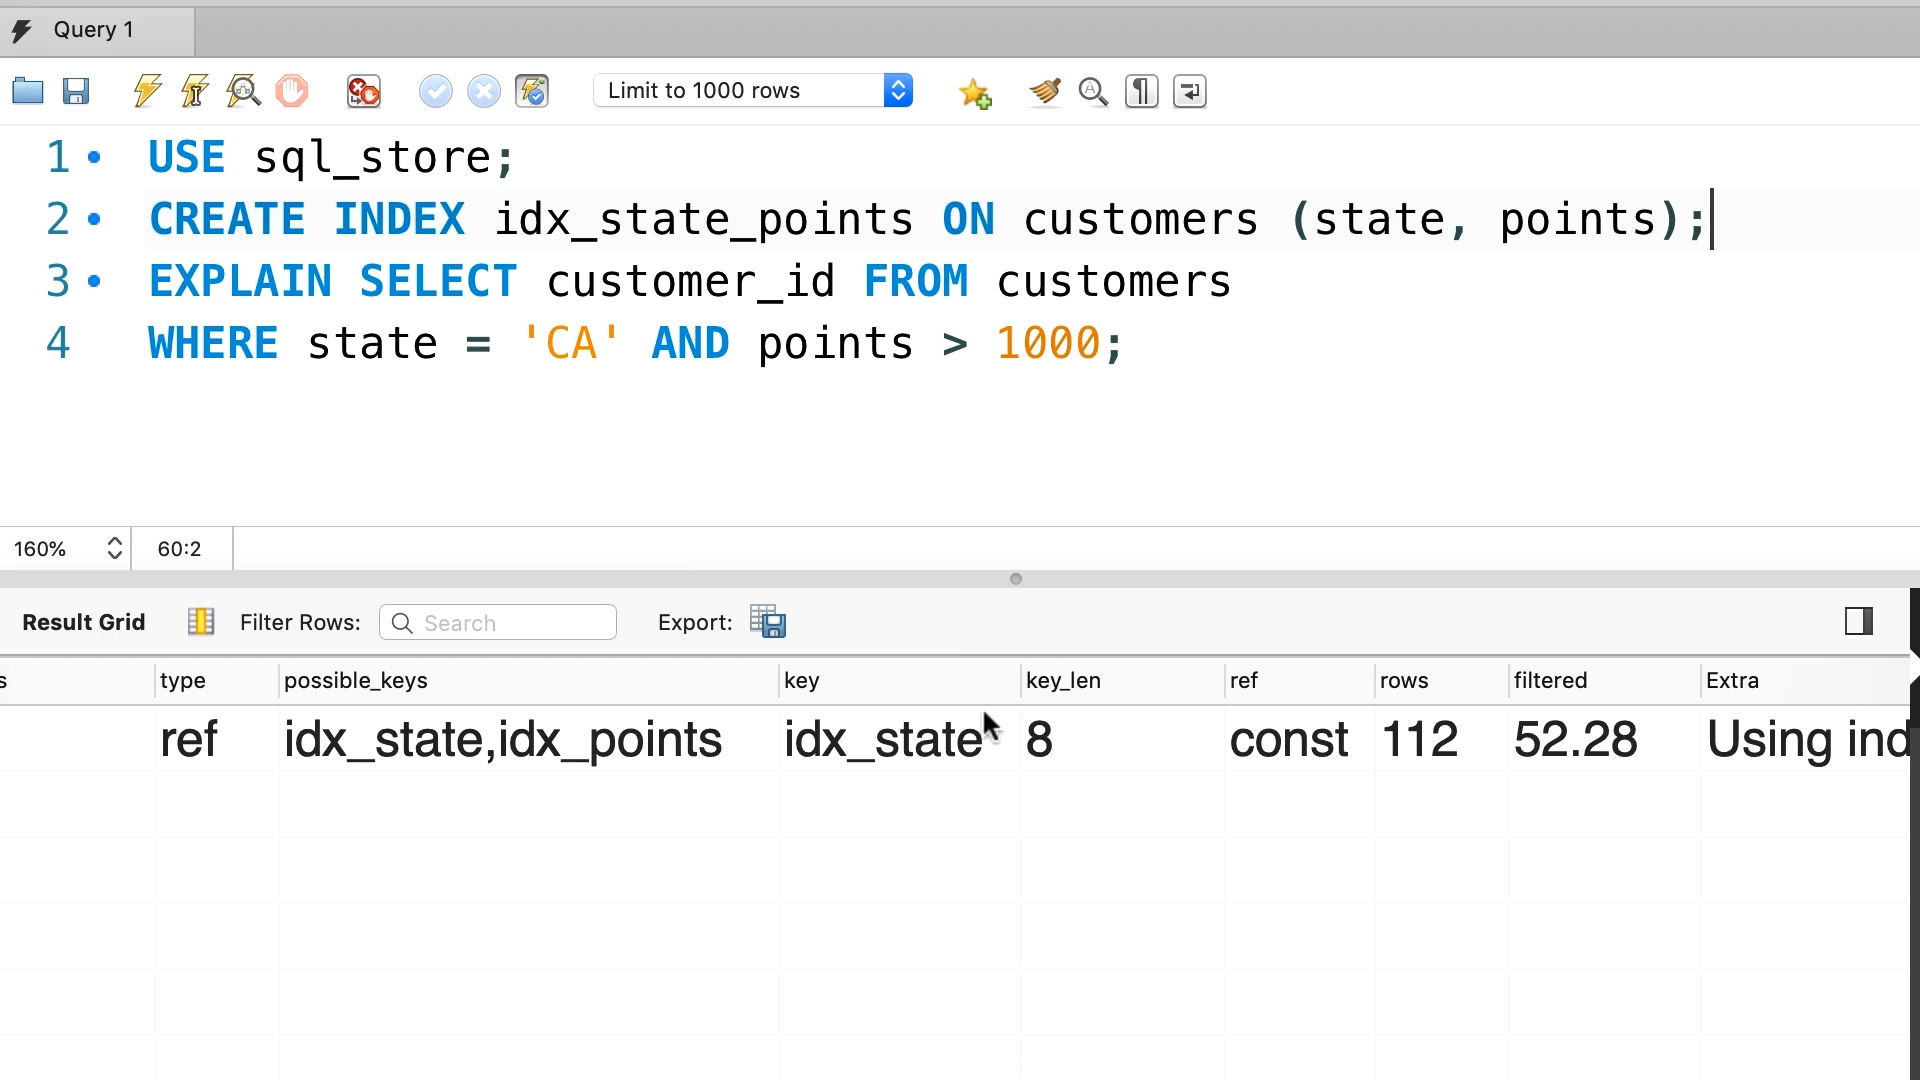 Query 1
Limit to 1000 rows
1 USE sql_store;
2 CREATE INDEX idx_state_points ON customers (state, points);
3 EXPLAIN SELECT customer_id FROM customers
4 WHERE state = 'CA' AND points > 1000;
160% 60:2
Result Grid Filter Rows: Search Export:
s type possible_keys key key_len ref rows filtered Extra
ref idx_state,idx_points idx_state 8 const 112 52.28 Using ind